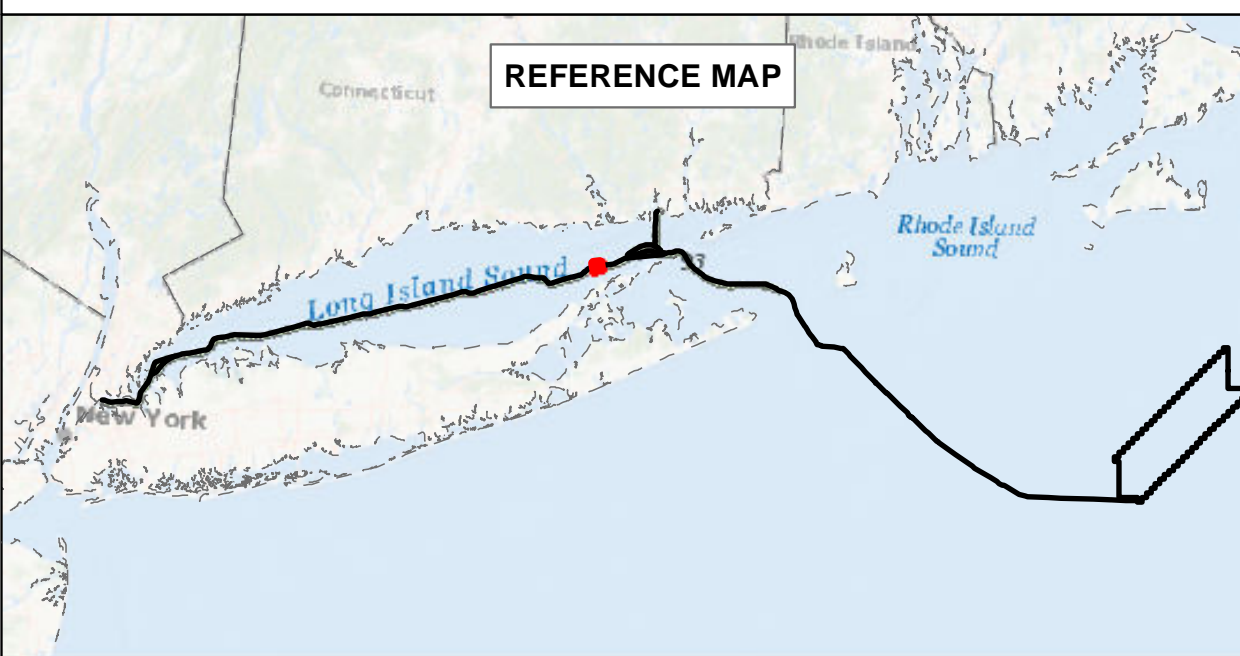 REFERENCE MAP
Rhode Island
Connecticut
Rhode Island
Sound
Long Island Sound
New York